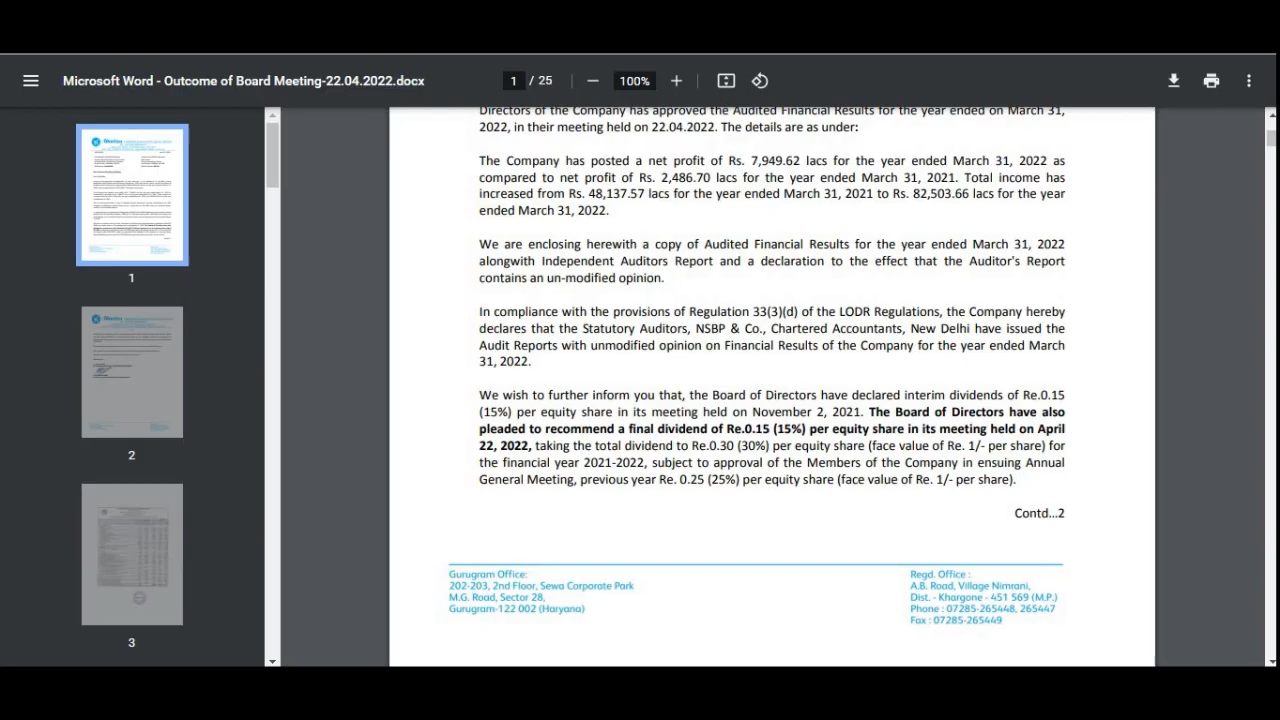 Microsoft Word - Outcome of Board Meeting-22.04.2022.docx
1 / 25
100%
Directors of the Company has approved the Audited Financial Results for the year ended on March 31,
2022, in their meeting held on 22.04.2022. The details are as under:
The Company has posted a net profit of Rs. 7,949.62 lacs for the year ended March 31, 2022 as
compared to net profit of Rs. 2,486.70 lacs for the year ended March 31, 2021. Total income has
increased from Rs. 48,137.57 lacs for the year ended March 31, 2021 to Rs. 82,503.66 lacs for the year
ended March 31, 2022.
We are enclosing herewith a copy of Audited Financial Results for the year ended March 31, 2022
alongwith Independent Auditors Report and a declaration to the effect that the Auditor's Report
contains an un-modified opinion.
In compliance with the provisions of Regulation 33(3)(d) of the LODR Regulations, the Company hereby
declares that the Statutory Auditors, NSBP & Co., Chartered Accountants, New Delhi have issued the
Audit Reports with unmodified opinion on Financial Results of the Company for the year ended March
31, 2022.
We wish to further inform you that, the Board of Directors have declared interim dividends of Re.0.15
(15%) per equity share in its meeting held on November 2, 2021. The Board of Directors have also
pleaded to recommend a final dividend of Re.0.15 (15%) per equity share in its meeting held on April
22, 2022, taking the total dividend to Re.0.30 (30%) per equity share (face value of Re. 1/- per share) for
the financial year 2021-2022, subject to approval of the Members of the Company in ensuing Annual
General Meeting, previous year Re. 0.25 (25%) per equity share (face value of Re. 1/- per share).
Contd...2
Gurugram Office:
202-203, 2nd Floor, Sewa Corporate Park
M.G. Road, Sector 28,
Gurugram-122 002 (Haryana)
Regd. Office :
A.B. Road, Village Nimrani,
Dist. - Khargone - 451 569 (M.P.)
Phone : 07285-265448, 265447
Fax : 07285-265449
1
2
3